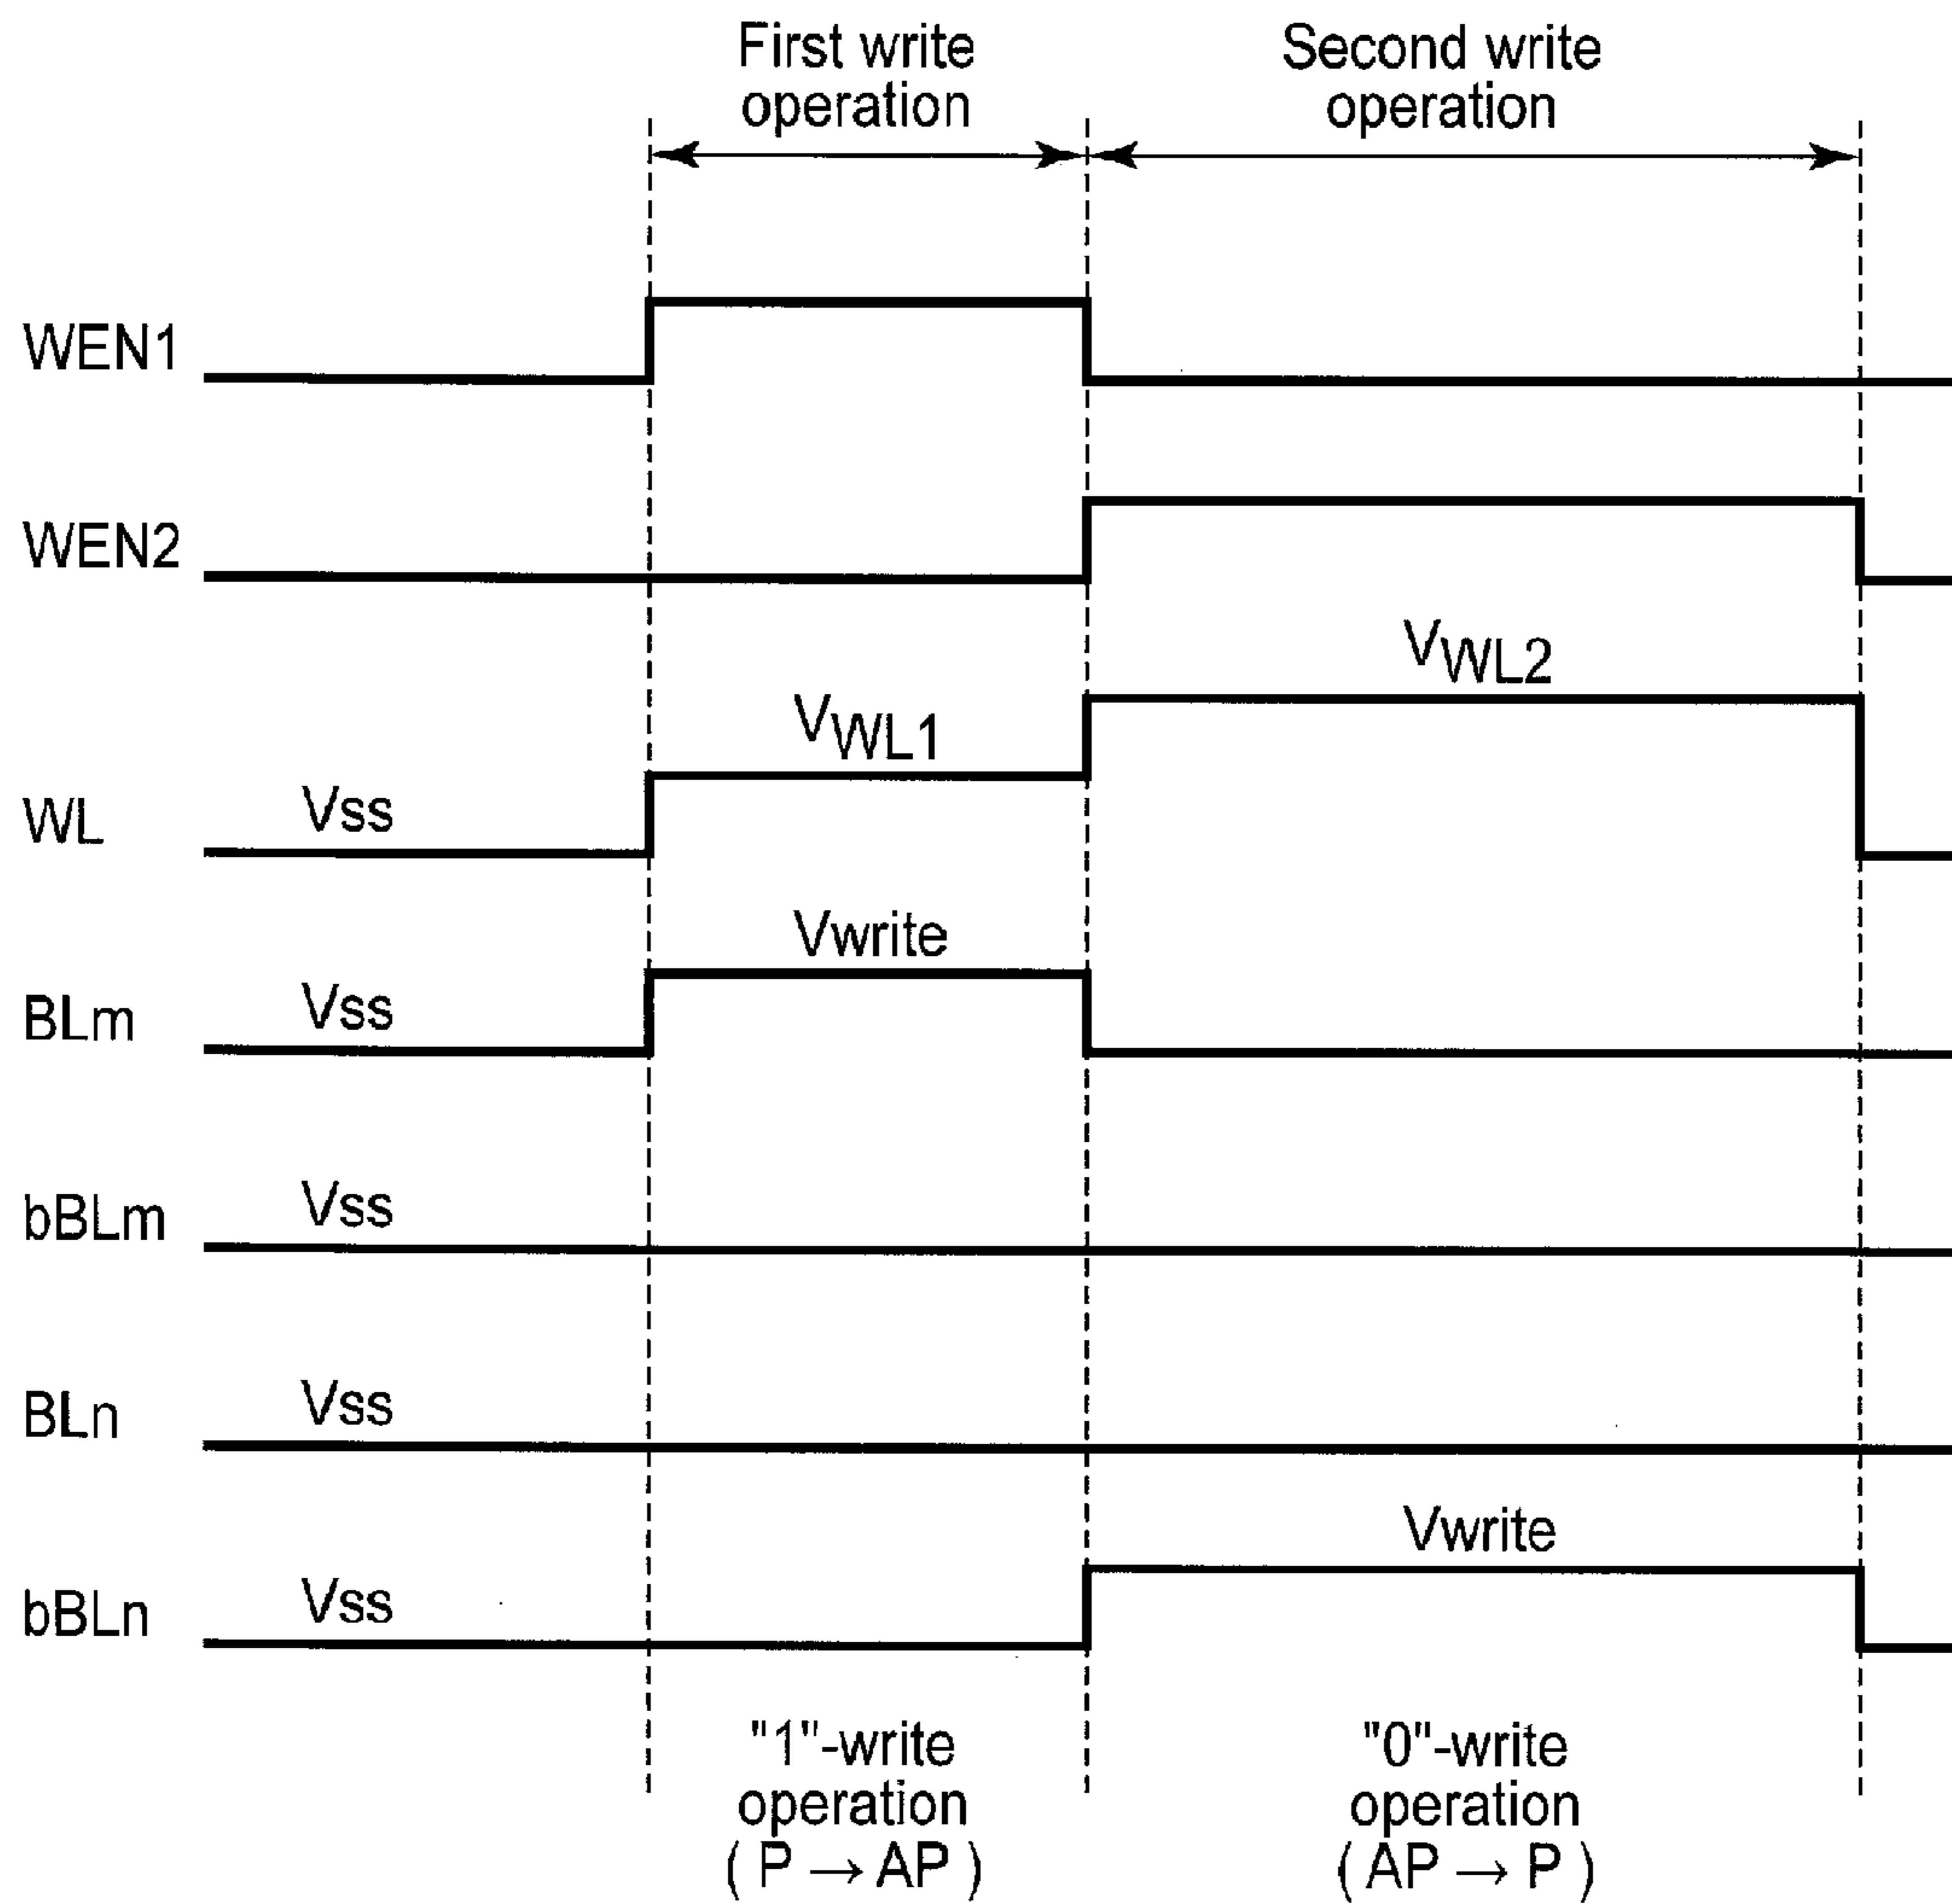 First write
operation
Second write
operation
WEN1
WEN2
VWL2
VWL1
WL
Vss
Vwrite
BLm
Vss
bBLm
Vss
BLn
Vss
Vwrite
bBLn
Vss
"1"-write
operation
( P → AP )
"0"-write
operation
( AP → P )